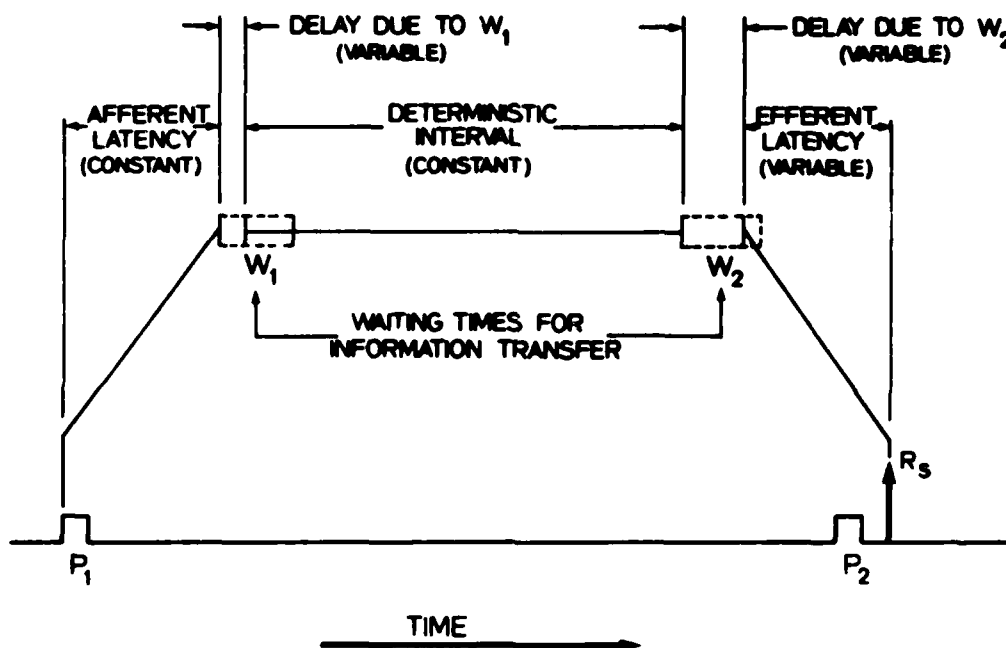 DELAY DUE TO W1
(VARIABLE)
DELAY DUE TO W2
(VARIABLE)
AFFERENT
LATENCY
(CONSTANT)
DETERMINISTIC
INTERVAL
(CONSTANT)
EFFERENT
LATENCY
(VARIABLE)
W1
W2
WAITING TIMES FOR
INFORMATION TRANSFER
RS
P1
P2
TIME